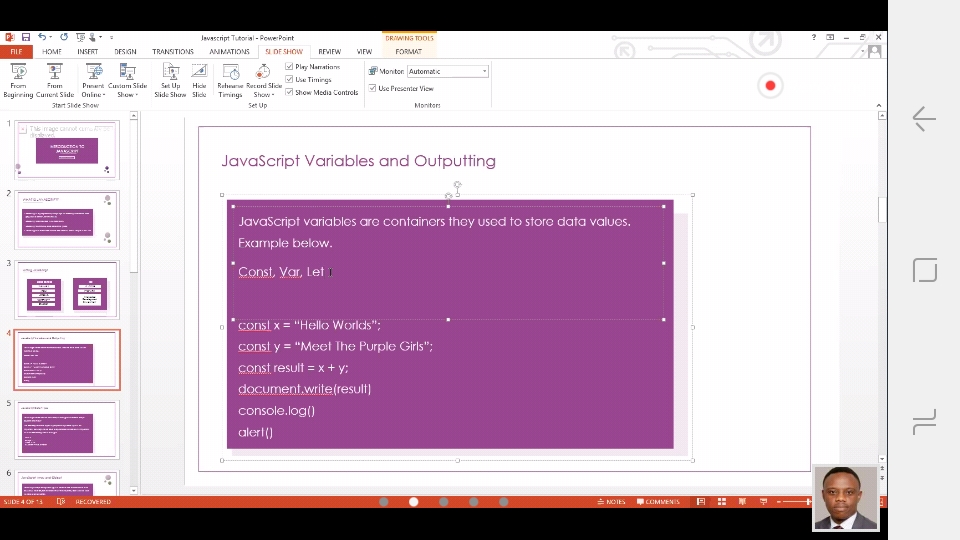 Javascript Tutorial - PowerPoint
DRAWING TOOLS
FILE HOME INSERT DESIGN TRANSITIONS ANIMATIONS SLIDE SHOW REVIEW VIEW FORMAT
From Beginning
From Current Slide
Present Online
Custom Slide Show
Set Up Slide Show
Hide Slide
Rehearse Timings
Record Slide Show
Play Narrations
Use Timings
Show Media Controls
Monitor: Automatic
Use Presenter View
Start Slide Show
Set Up
Monitors
1
2
3
4
5
6
JavaScript Variables and Outputting
JavaScript variables are containers they used to store data values.
Example below.
Const, Var, Let
const x = “Hello Worlds”;
const y = “Meet The Purple Girls”;
const result = x + y;
document.write(result)
console.log()
alert()
SLIDE 4 OF 13 RECOVERED
NOTES COMMENTS